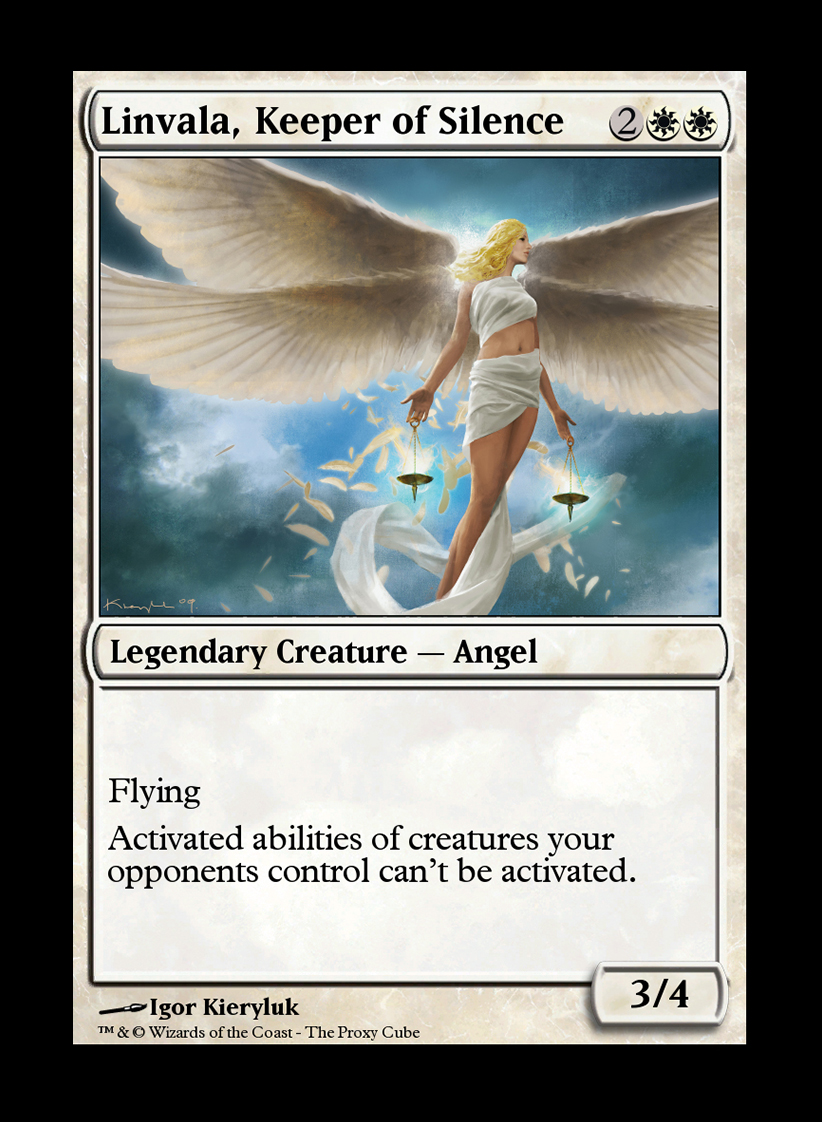 Linvala, Keeper of Silence 2
Legendary Creature — Angel
Flying
Activated abilities of creatures your
opponents control can't be activated.
3/4
Igor Kieryluk
™ & © Wizards of the Coast - The Proxy Cube